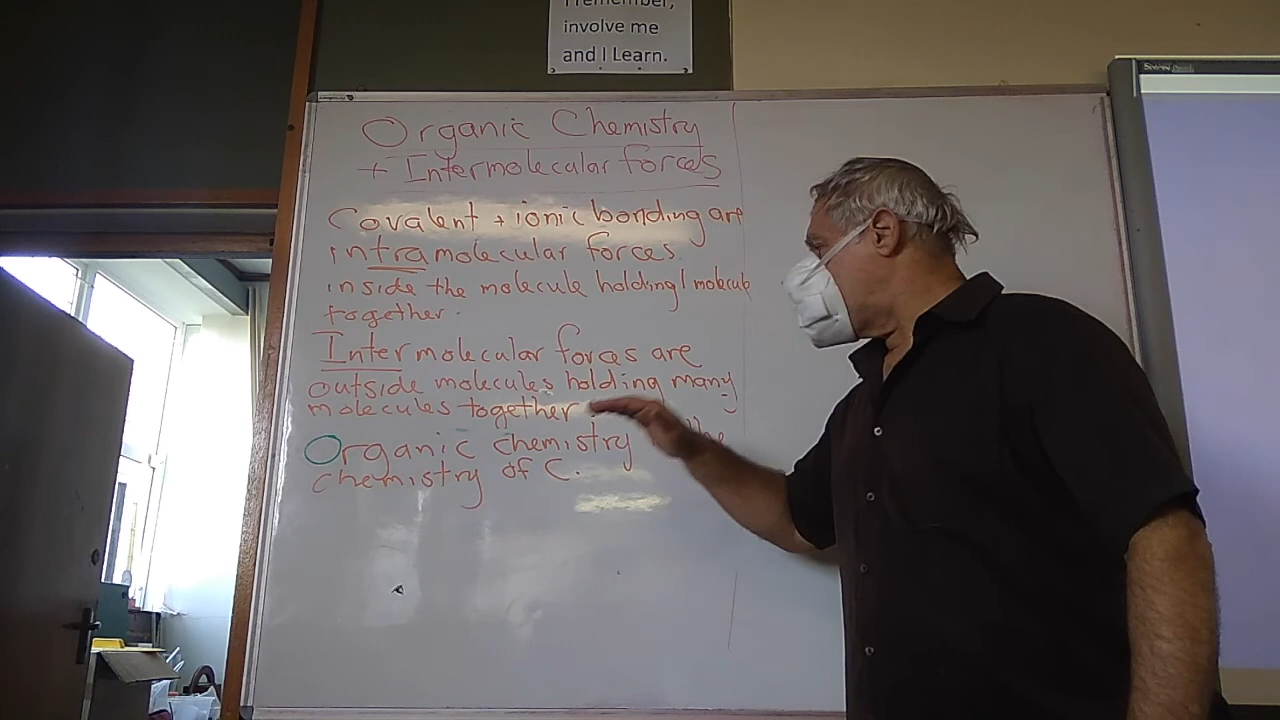 I remember,
involve me
and I Learn.
Organic Chemistry
+ Intermolecular forces
Covalent + ionic bonding are
intramolecular forces.
inside the molecule holding 1 molecule
together.
Intermolecular forces are
outside molecules holding many
molecules together.
Organic chemistry the
chemistry of C.